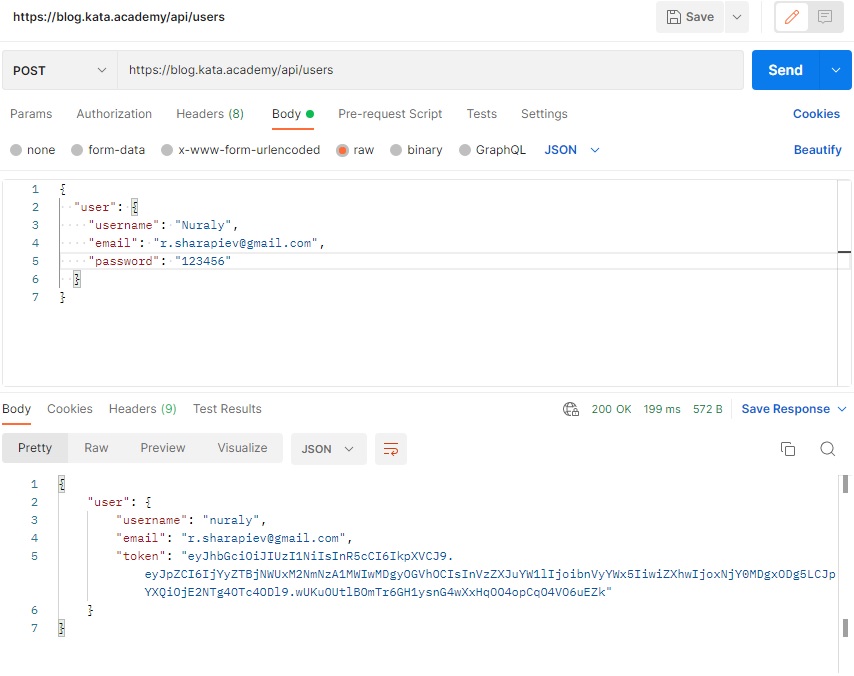 https://blog.kata.academy/api/users
Save
POST
https://blog.kata.academy/api/users
Send
Params Authorization Headers (8) Body Pre-request Script Tests Settings Cookies
none form-data x-www-form-urlencoded raw binary GraphQL JSON Beautify
1 {
2 "user": {
3 "username": "Nuraly",
4 "email": "r.sharapiev@gmail.com",
5 "password": "123456"
6 }
7 }
Body Cookies Headers (9) Test Results 200 OK 199 ms 572 B Save Response
Pretty Raw Preview Visualize JSON
1 {
2 "user": {
3 "username": "nuraly",
4 "email": "r.sharapiev@gmail.com",
5 "token": "eyJhbGciOiJIUzI1NiIsInR5cCI6IkpXVCJ9.
eyJpZCI6IjYyZTBjNWUxM2NmNzA1MWIwMDgyOGVhOCIsInVzZXJuYW1lIjoibnVyYWx5IiwiZXhwIjoxNjY0MDgxODg5LCJp
YXQiOjE2NTg4OTc4ODl9.wUKuOUtlBOmTr6GH1ysnG4wXxHqOO4opCqO4VO6uEZk"
6 }
7 }